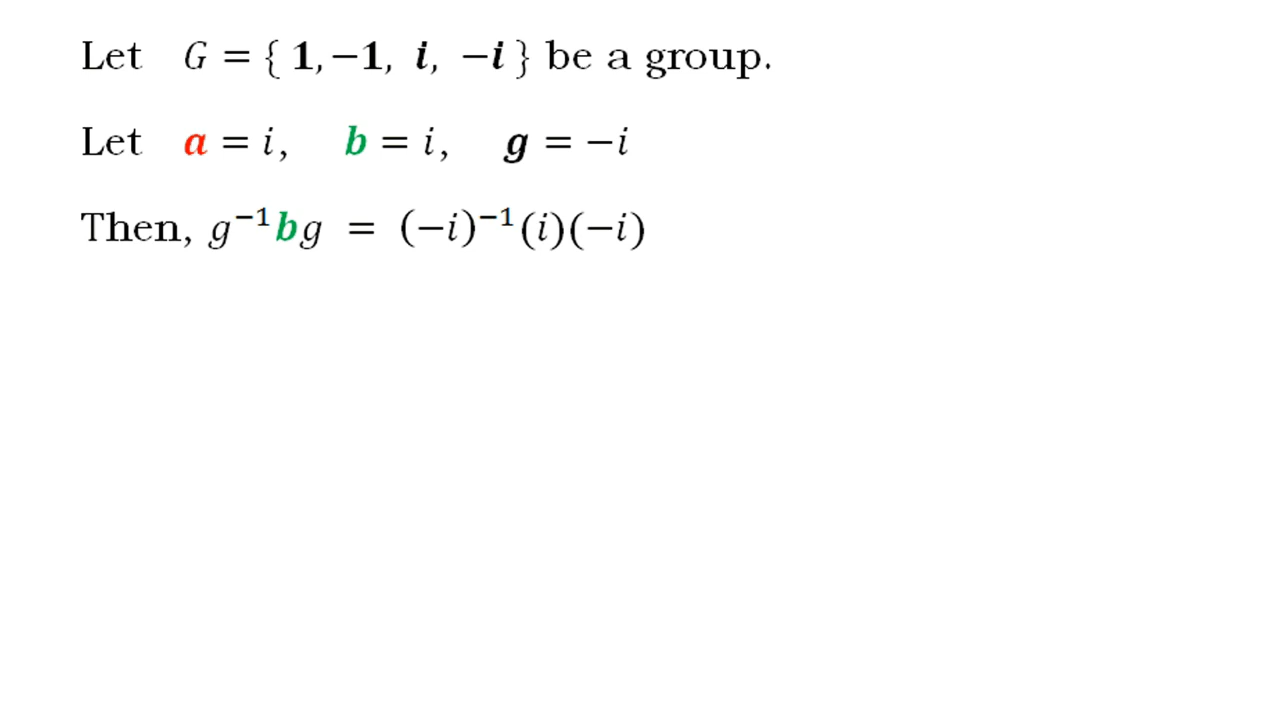 Let G = { 1, −1, i, −i } be a group.
Let a = i, b = i, g = −i
Then, g⁻¹bg = (−i)⁻¹(i)(−i)